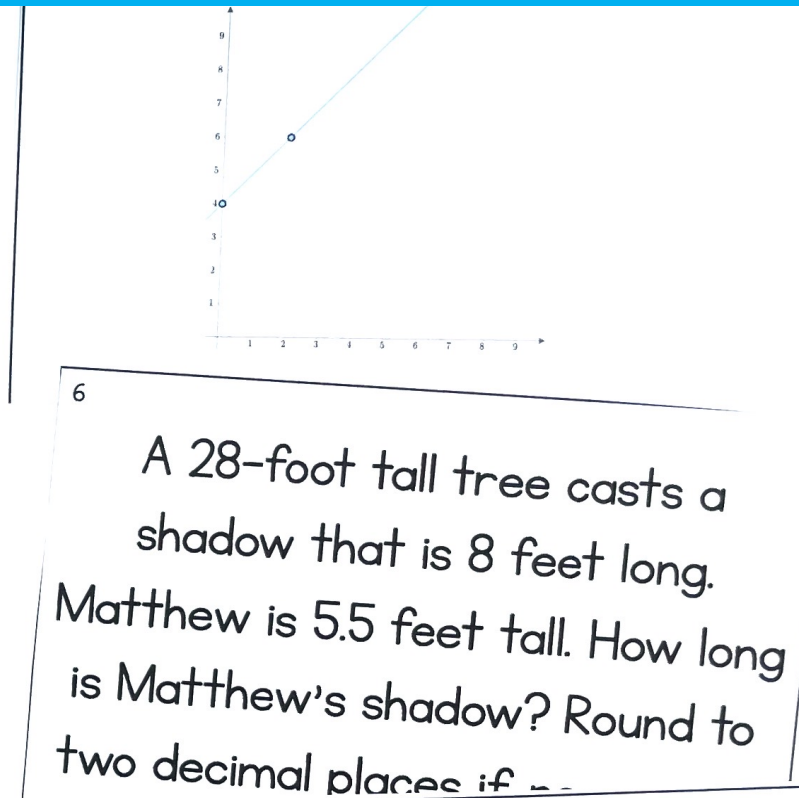 9
8
7
6
5
4
3
2
1
1 2 3 4 5 6 7 8 9
6
A 28-foot tall tree casts a
shadow that is 8 feet long.
Matthew is 5.5 feet tall. How long
is Matthew's shadow? Round to
two decimal places if